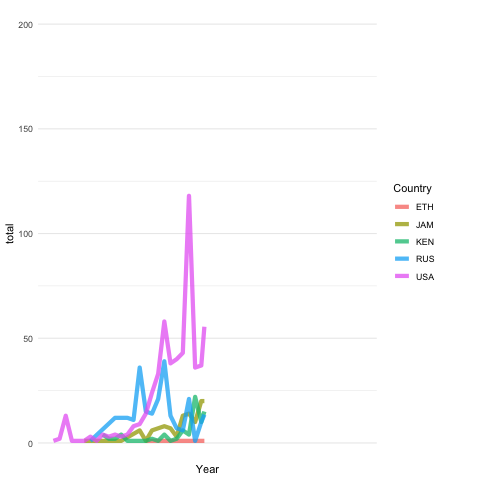 200
150
100
50
0
total
Year
Country
ETH
JAM
KEN
RUS
USA